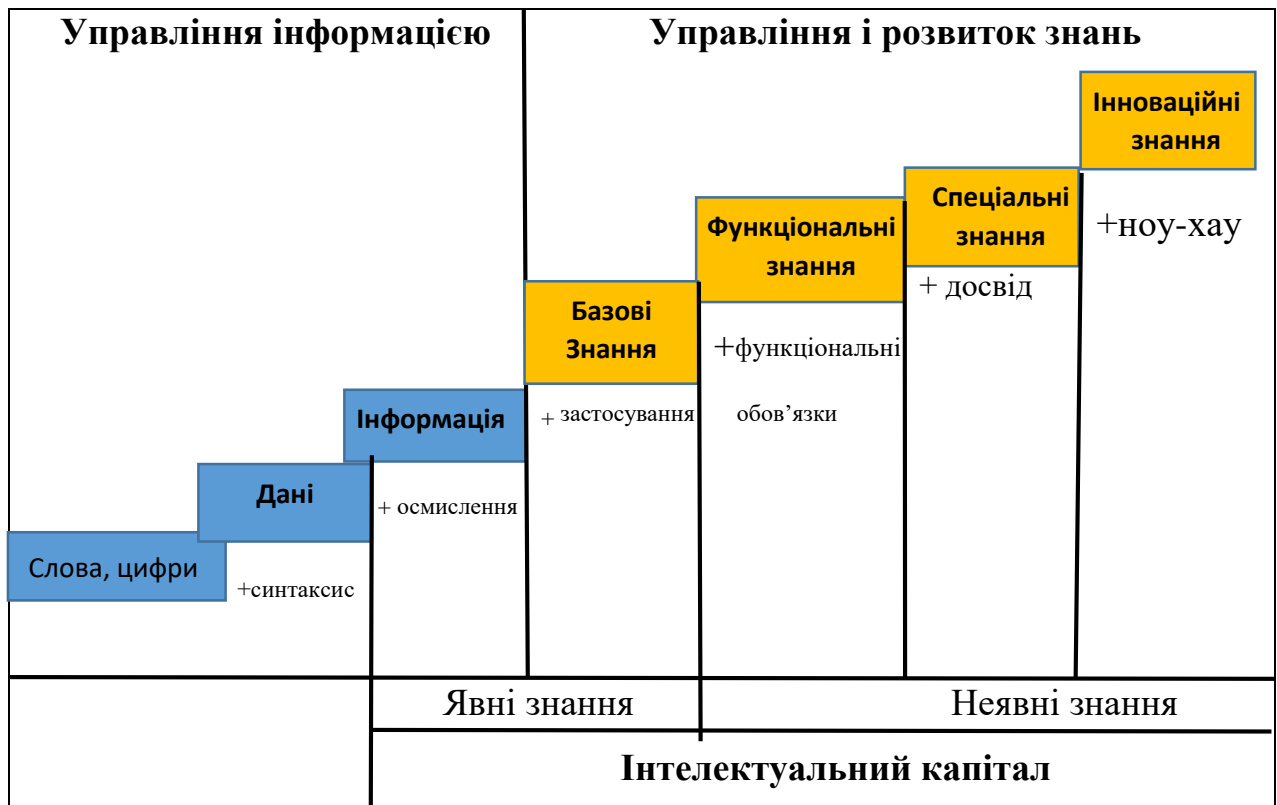 Управління інформацією
Управління і розвиток знань
Інноваційні
знання
Спеціальні
знання
+ноу-хау
Функціональні
знання
+ досвід
Базові
Знання
+функціональні
Інформація
+ застосування
обов’язки
Дані
+ осмислення
Слова, цифри
+синтаксис
Явні знання
Неявні знання
Інтелектуальний капітал